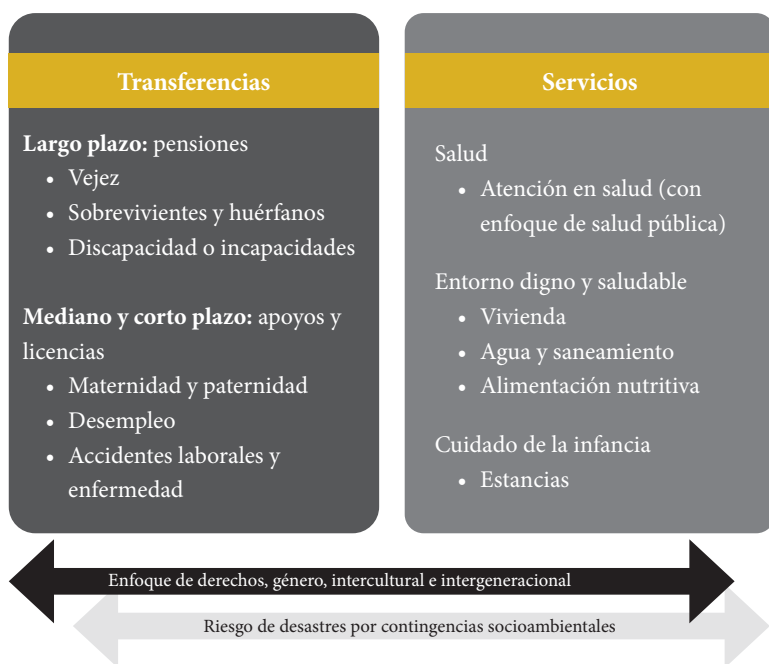 Transferencias
Largo plazo: pensiones
• Vejez
• Sobrevivientes y huérfanos
• Discapacidad o incapacidades
Mediano y corto plazo: apoyos y
licencias
• Maternidad y paternidad
• Desempleo
• Accidentes laborales y
enfermedad
Servicios
Salud
• Atención en salud (con
enfoque de salud pública)
Entorno digno y saludable
• Vivienda
• Agua y saneamiento
• Alimentación nutritiva
Cuidado de la infancia
• Estancias
Enfoque de derechos, género, intercultural e intergeneracional
Riesgo de desastres por contingencias socioambientales